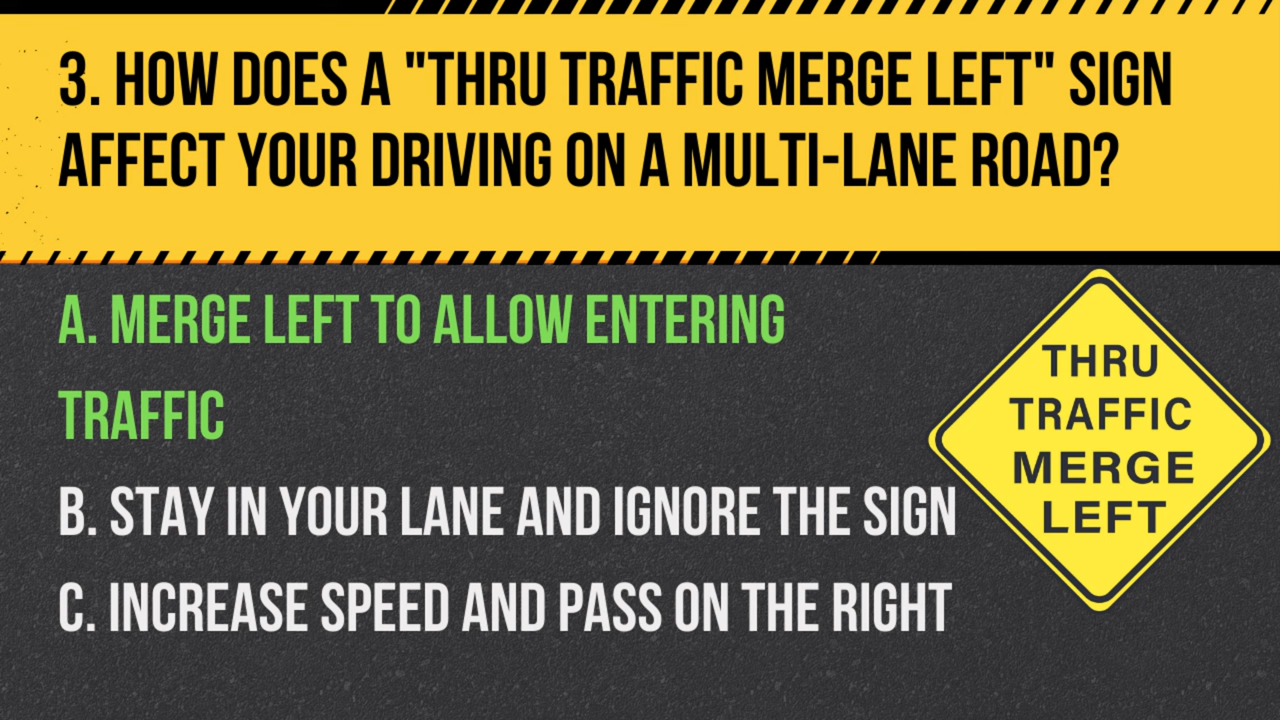 3. HOW DOES A "THRU TRAFFIC MERGE LEFT" SIGN
AFFECT YOUR DRIVING ON A MULTI-LANE ROAD?
A. MERGE LEFT TO ALLOW ENTERING
TRAFFIC
B. STAY IN YOUR LANE AND IGNORE THE SIGN
C. INCREASE SPEED AND PASS ON THE RIGHT
THRU
TRAFFIC
MERGE
LEFT